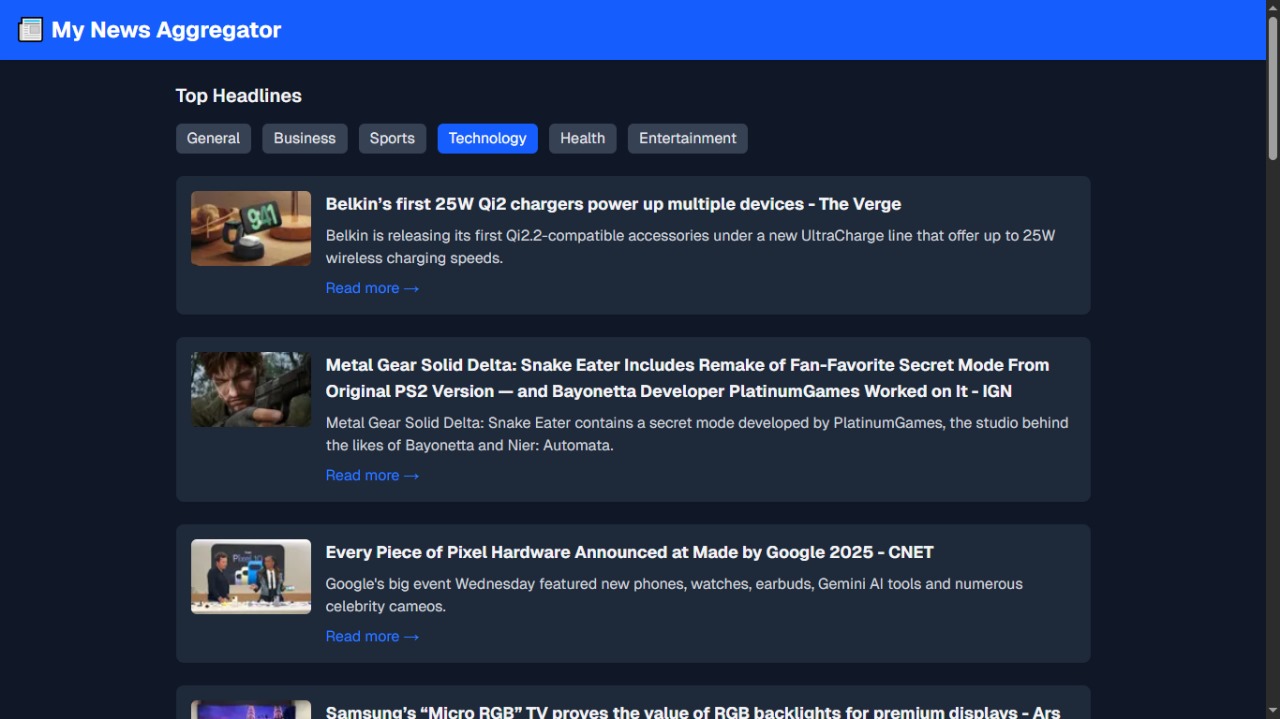 My News Aggregator
Top Headlines
General Business Sports Technology Health Entertainment
9:41
Belkin’s first 25W Qi2 chargers power up multiple devices - The Verge
Belkin is releasing its first Qi2.2-compatible accessories under a new UltraCharge line that offer up to 25W
wireless charging speeds.
Read more →
Metal Gear Solid Delta: Snake Eater Includes Remake of Fan-Favorite Secret Mode From
Original PS2 Version — and Bayonetta Developer PlatinumGames Worked on It - IGN
Metal Gear Solid Delta: Snake Eater contains a secret mode developed by PlatinumGames, the studio behind
the likes of Bayonetta and Nier: Automata.
Read more →
Pixel 10
Every Piece of Pixel Hardware Announced at Made by Google 2025 - CNET
Google's big event Wednesday featured new phones, watches, earbuds, Gemini AI tools and numerous
celebrity cameos.
Read more →
Samsung’s “Micro RGB” TV proves the value of RGB backlights for premium displays - Ars